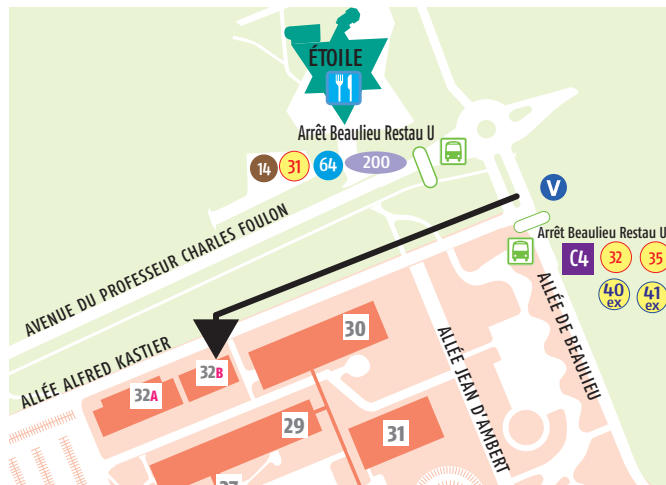 ÉTOILE
Arrêt Beaulieu Restau U
14 31 64 200
V
Arrêt Beaulieu Restau U
C4 32 35
40 ex 41 ex
AVENUE DU PROFESSEUR CHARLES FOULON
ALLÉE ALFRED KASTIER
ALLÉE JEAN D'AMBERT
ALLÉE DE BEAULIEU
30
32B
32A
29
31
27